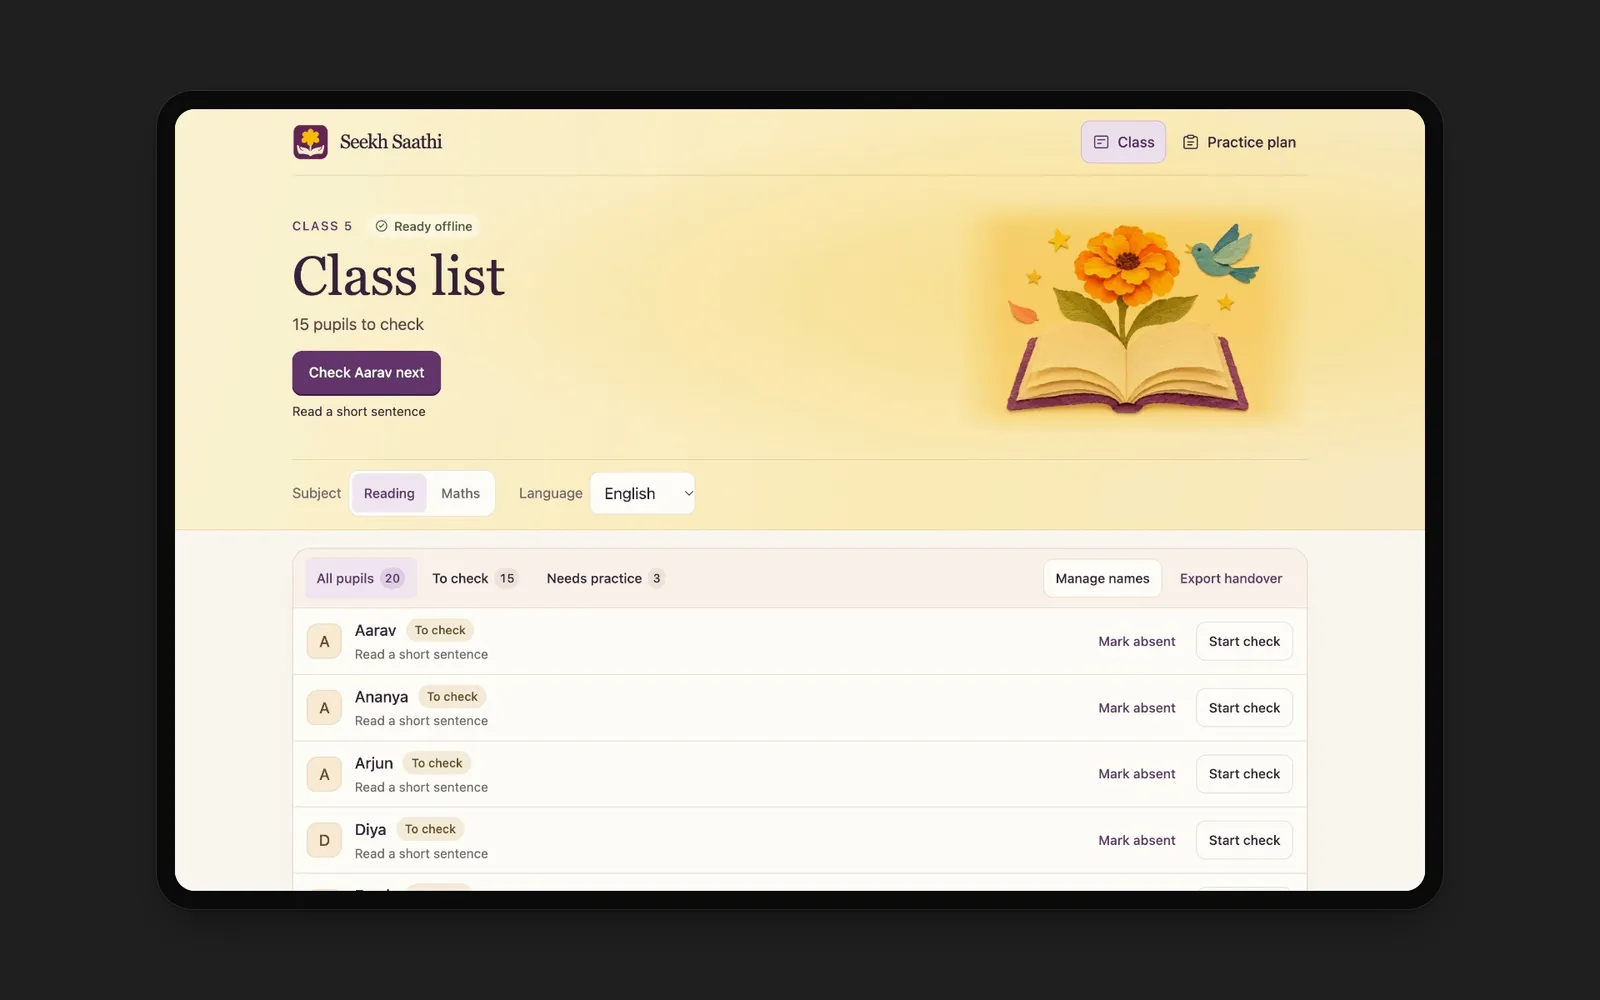 Seekh Saathi
Class
Practice plan
CLASS 5
Ready offline
Class list
15 pupils to check
Check Aarav next
Read a short sentence
Subject
Reading
Maths
Language
English
All pupils 20
To check 15
Needs practice 3
Manage names
Export handover
A
Aarav To check
Read a short sentence
Mark absent
Start check
A
Ananya To check
Read a short sentence
Mark absent
Start check
A
Arjun To check
Read a short sentence
Mark absent
Start check
D
Diya To check
Read a short sentence
Mark absent
Start check